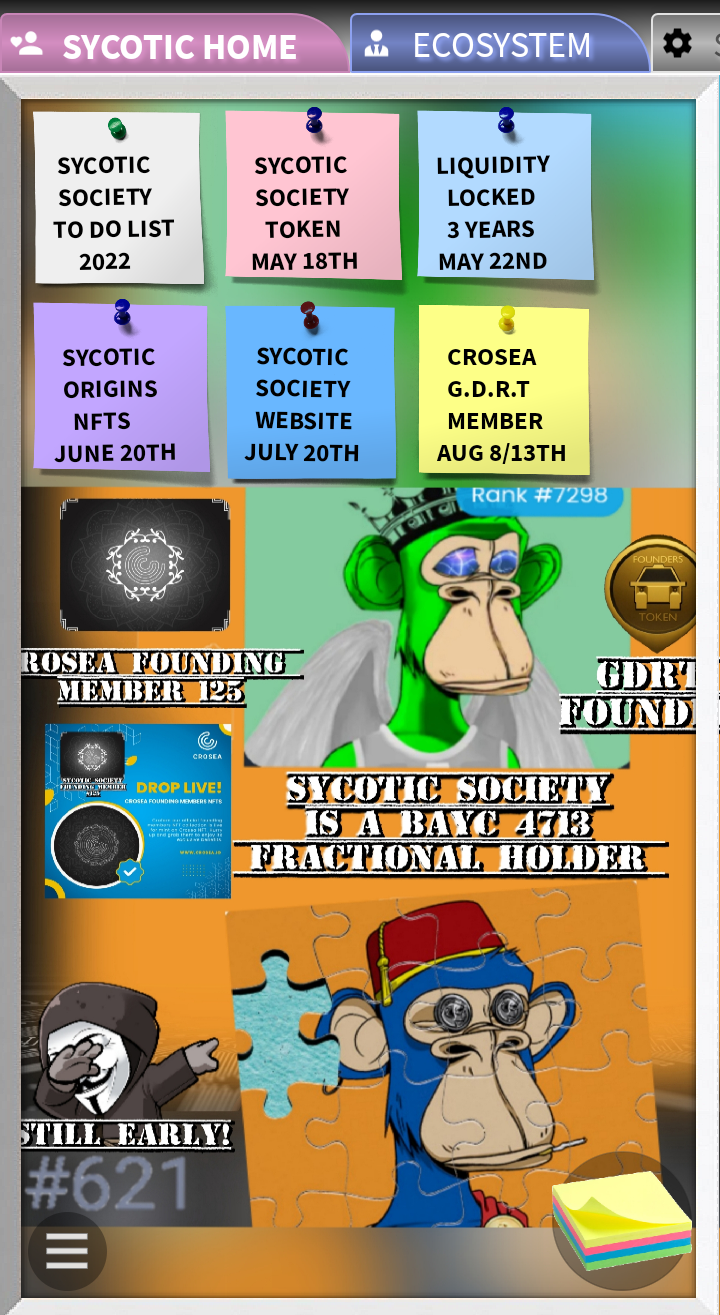 SYCOTIC HOME
ECOSYSTEM
SYCOTIC
SOCIETY
TO DO LIST
2022
SYCOTIC
SOCIETY
TOKEN
MAY 18TH
LIQUIDITY
LOCKED
3 YEARS
MAY 22ND
SYCOTIC
ORIGINS
NFTS
JUNE 20TH
SYCOTIC
SOCIETY
WEBSITE
JULY 20TH
CROSEA
G.D.R.T
MEMBER
AUG 8/13TH
Rank #7298
FOUNDERS
TOKEN
ROSEA FOUNDING
MEMBER 125
GDRT
FOUND
CROSEA
SYCOTIC SOCIETY
FOUNDING MEMBER
#125
DROP LIVE!
CROSEA FOUNDING MEMBERS NFTS
WWW.CROSEA.IO
SYCOTIC SOCIETY
IS A BAYC 4713
FRACTIONAL HOLDER
STILL EARLY!
#621